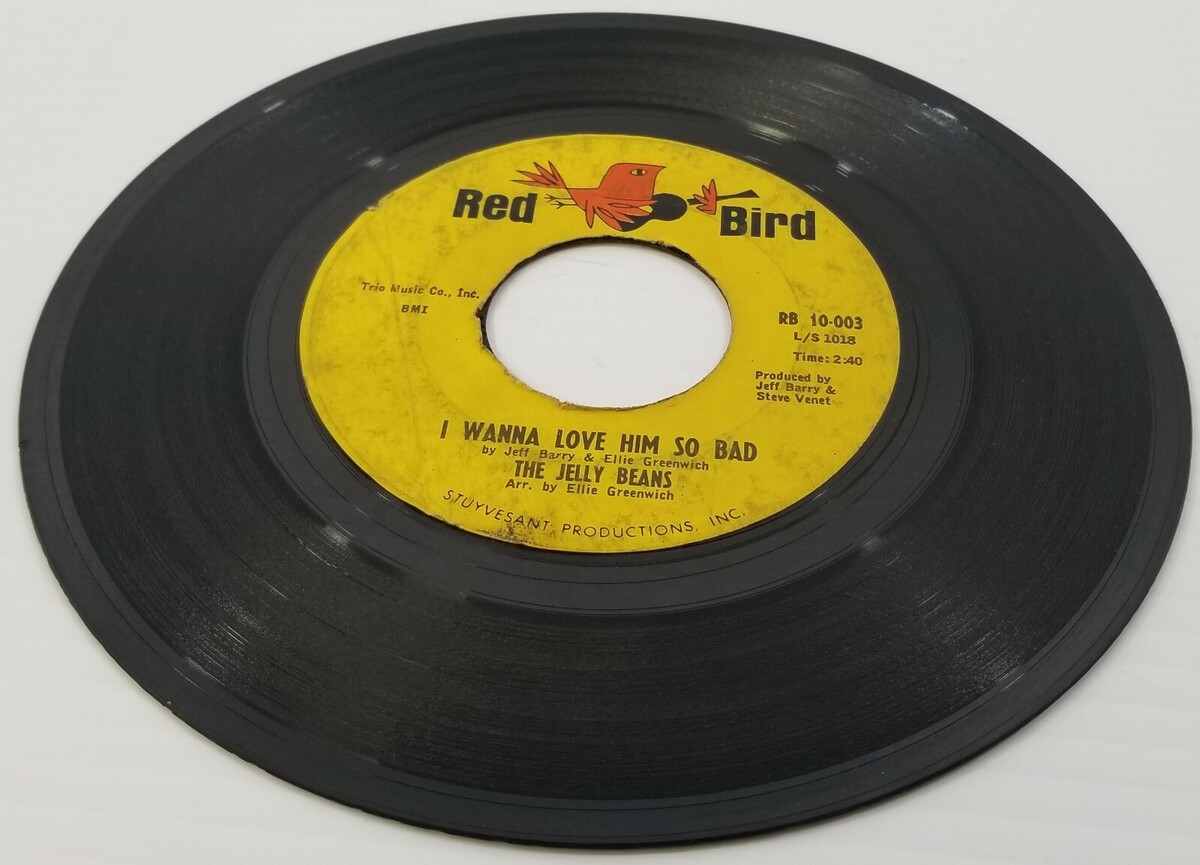 Red Bird
Trio Music Co., Inc.
BMI
RB 10-003
L/S 1018
Time: 2:40
Produced by
Jeff Barry &
Steve Venet
I WANNA LOVE HIM SO BAD
by Jeff Barry & Ellie Greenwich
THE JELLY BEANS
Arr. by Ellie Greenwich
STUYVESANT PRODUCTIONS, INC.